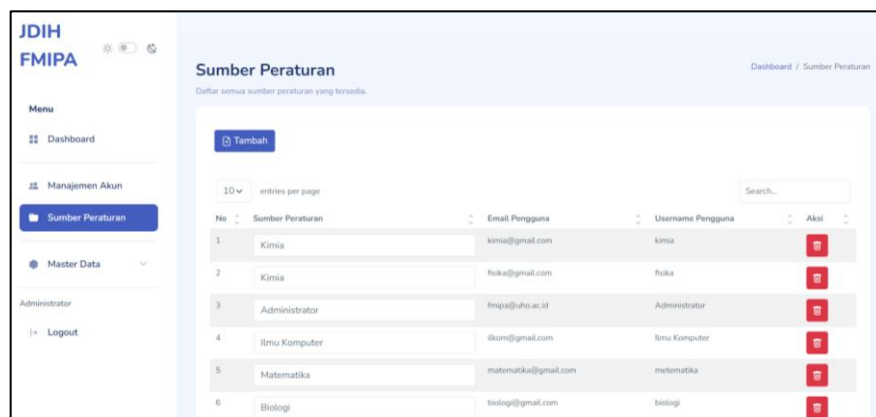 JDIH
FMIPA
Menu
Dashboard
Manajemen Akun
Sumber Peraturan
Master Data
Administrator
Logout
Sumber Peraturan
Daftar semua sumber peraturan yang tersedia.
Dashboard / Sumber Peraturan
Tambah
10 entries per page
Search...
No Sumber Peraturan Email Pengguna Username Pengguna Aksi
1 Kimia kimia@gmail.com kimia
2 Kimia fisika@gmail.com fisika
3 Administrator fmipa@uho.ac.id Administrator
4 Ilmu Komputer ilkom@gmail.com Ilmu Komputer
5 Matematika matematika@gmail.com metematika
6 Biologi biologi@gmail.com biologi